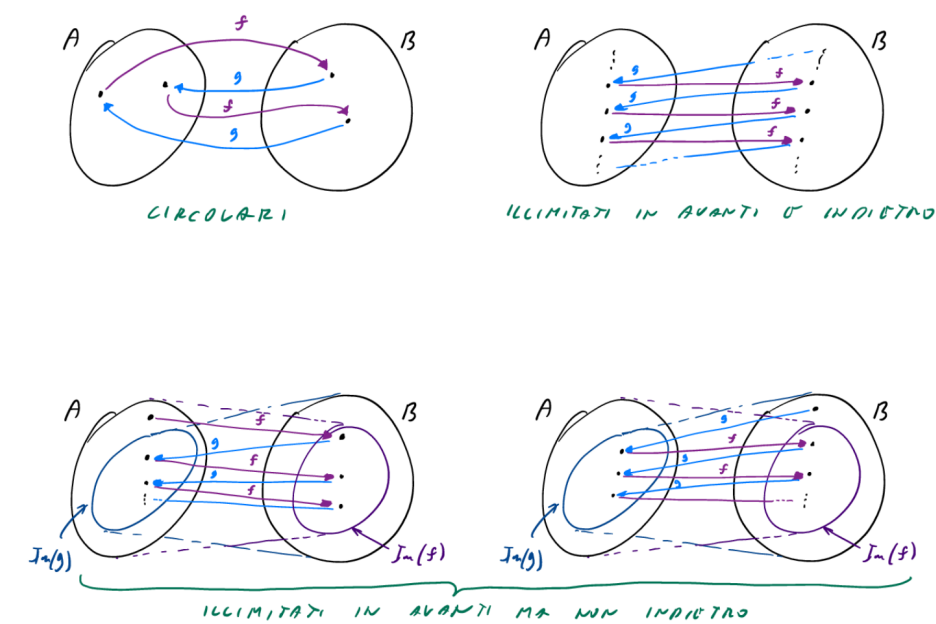 A f B A B
g g f
f g f
g g f
CIRCOLARI ILLIMITATI IN AVANTI E INDIETRO
A f B A g B
g f f g
g f g f
Im(g) Im(f) Im(g) Im(f)
ILLIMITATI IN AVANTI MA NON INDIETRO